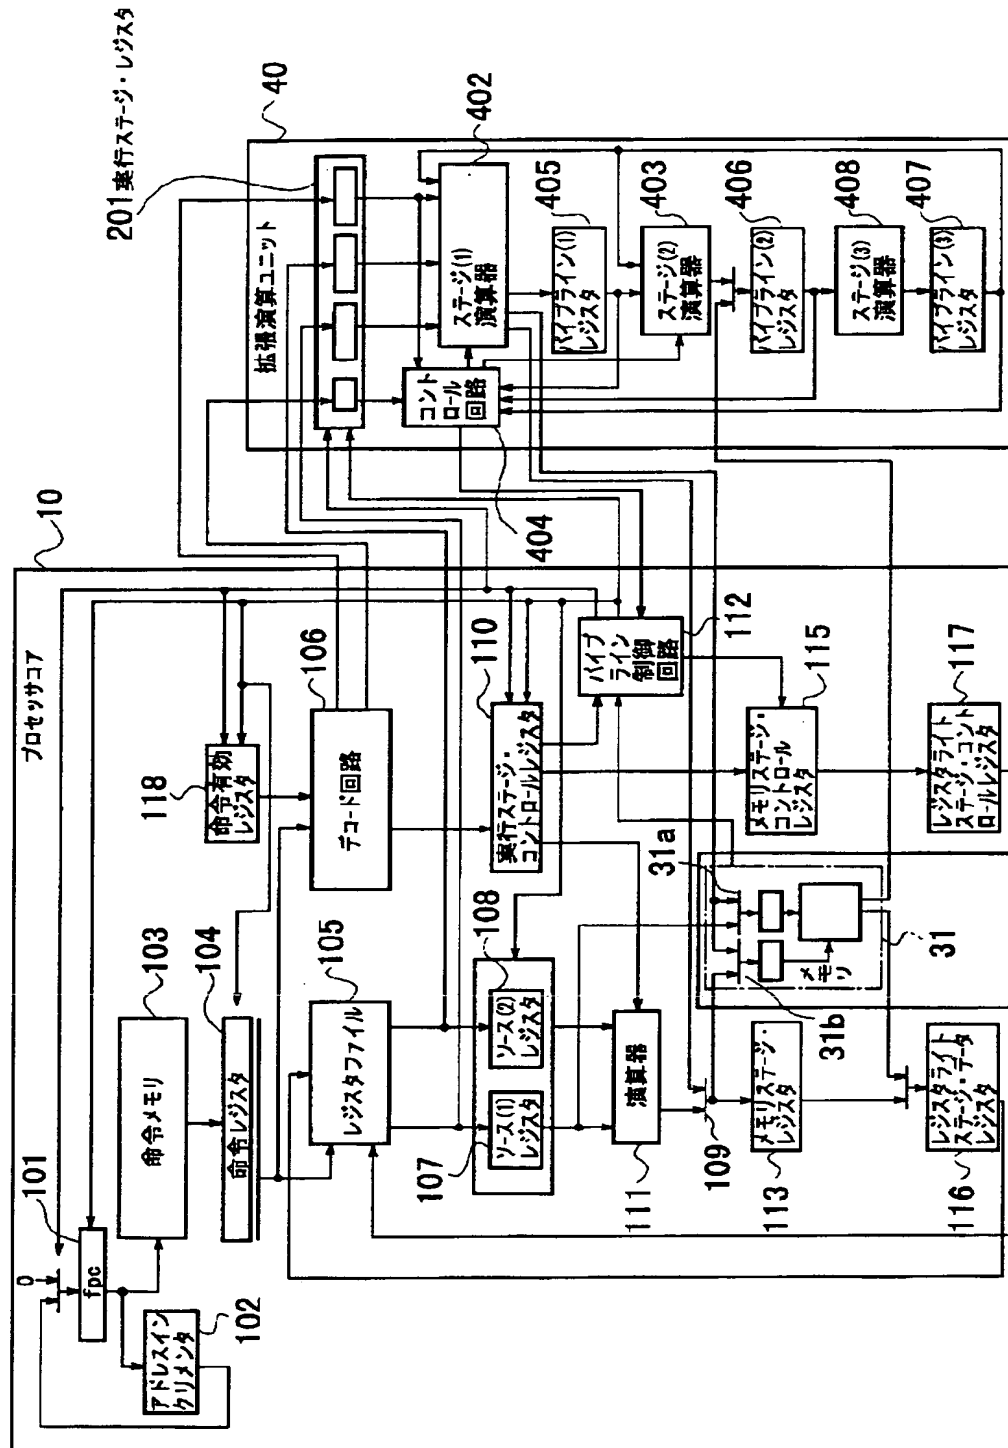 プロセッサコア
10
0
fpc
101
アドレスイン
クリメンタ
102
命令メモリ
103
命令レジスタ
104
命令有効
レジスタ
118
レジスタファイル
105
デコード回路
106
ソース(1)
レジスタ
107
ソース(2)
レジスタ
108
実行ステージ・
コントロールレジスタ
110
演算器
111
パイプ
ライン
制御
回路
112
109
メモリステージ・
レジスタ
113
31a
31b
メモリ
31
メモリステージ・
コントロール
レジスタ
115
レジスタライト
ステージ・データ
レジスタ
116
レジスタライト
ステージ・コント
ロールレジスタ
117
拡張演算ユニット
40
201実行ステージ・レジスタ
コント
ロール
回路
404
ステージ(1)
演算器
402
パイプライン(1)
レジスタ
405
ステージ(2)
演算器
403
パイプライン(2)
レジスタ
406
ステージ(3)
演算器
408
パイプライン(3)
レジスタ
407